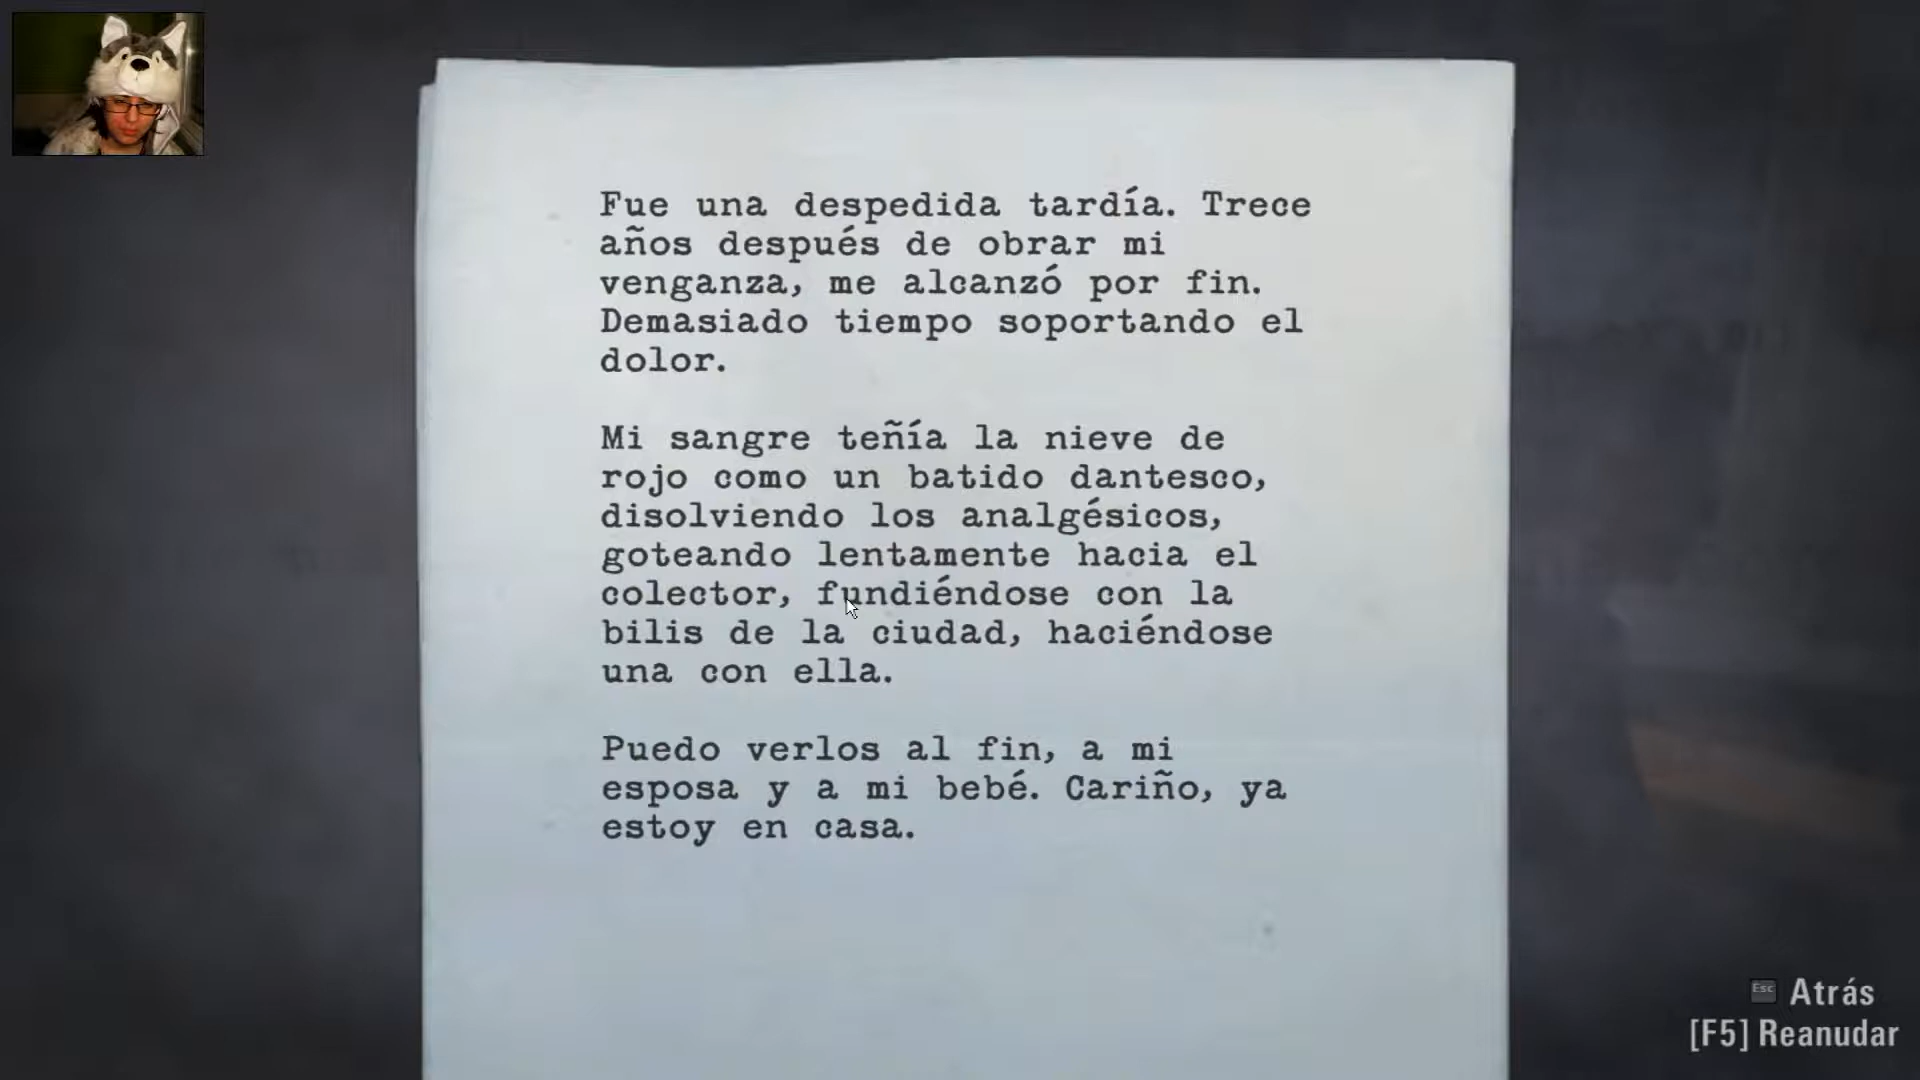 Fue una despedida tardía. Trece
años después de obrar mi
venganza, me alcanzó por fin.
Demasiado tiempo soportando el
dolor.
Mi sangre teñía la nieve de
rojo como un batido dantesco,
disolviendo los analgésicos,
goteando lentamente hacia el
colector, fundiéndose con la
bilis de la ciudad, haciéndose
una con ella.
Puedo verlos al fin, a mi
esposa y a mi bebé. Cariño, ya
estoy en casa.
Esc Atrás
[F5] Reanudar